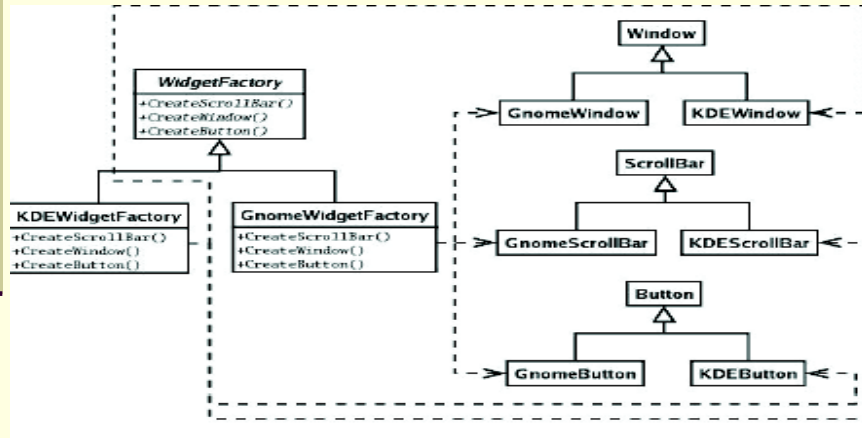 WidgetFactory
+CreateScrollBar()
+CreateWindow()
+CreateButton()
KDEWidgetFactory
+CreateScrollBar()
+CreateWindow()
+CreateButton()
GnomeWidgetFactory
+CreateScrollBar()
+CreateWindow()
+CreateButton()
Window
GnomeWindow
KDEWindow
ScrollBar
GnomeScrollBar
KDEScrollBar
Button
GnomeButton
KDEButton